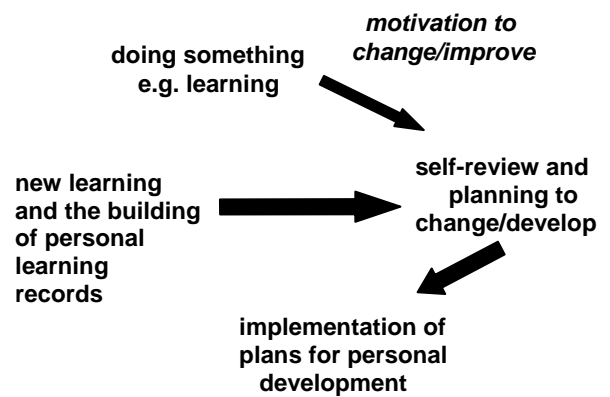 motivation to
change/improve
doing something
e.g. learning
self-review and
planning to
change/develop
new learning
and the building
of personal
learning
records
implementation of
plans for personal
development